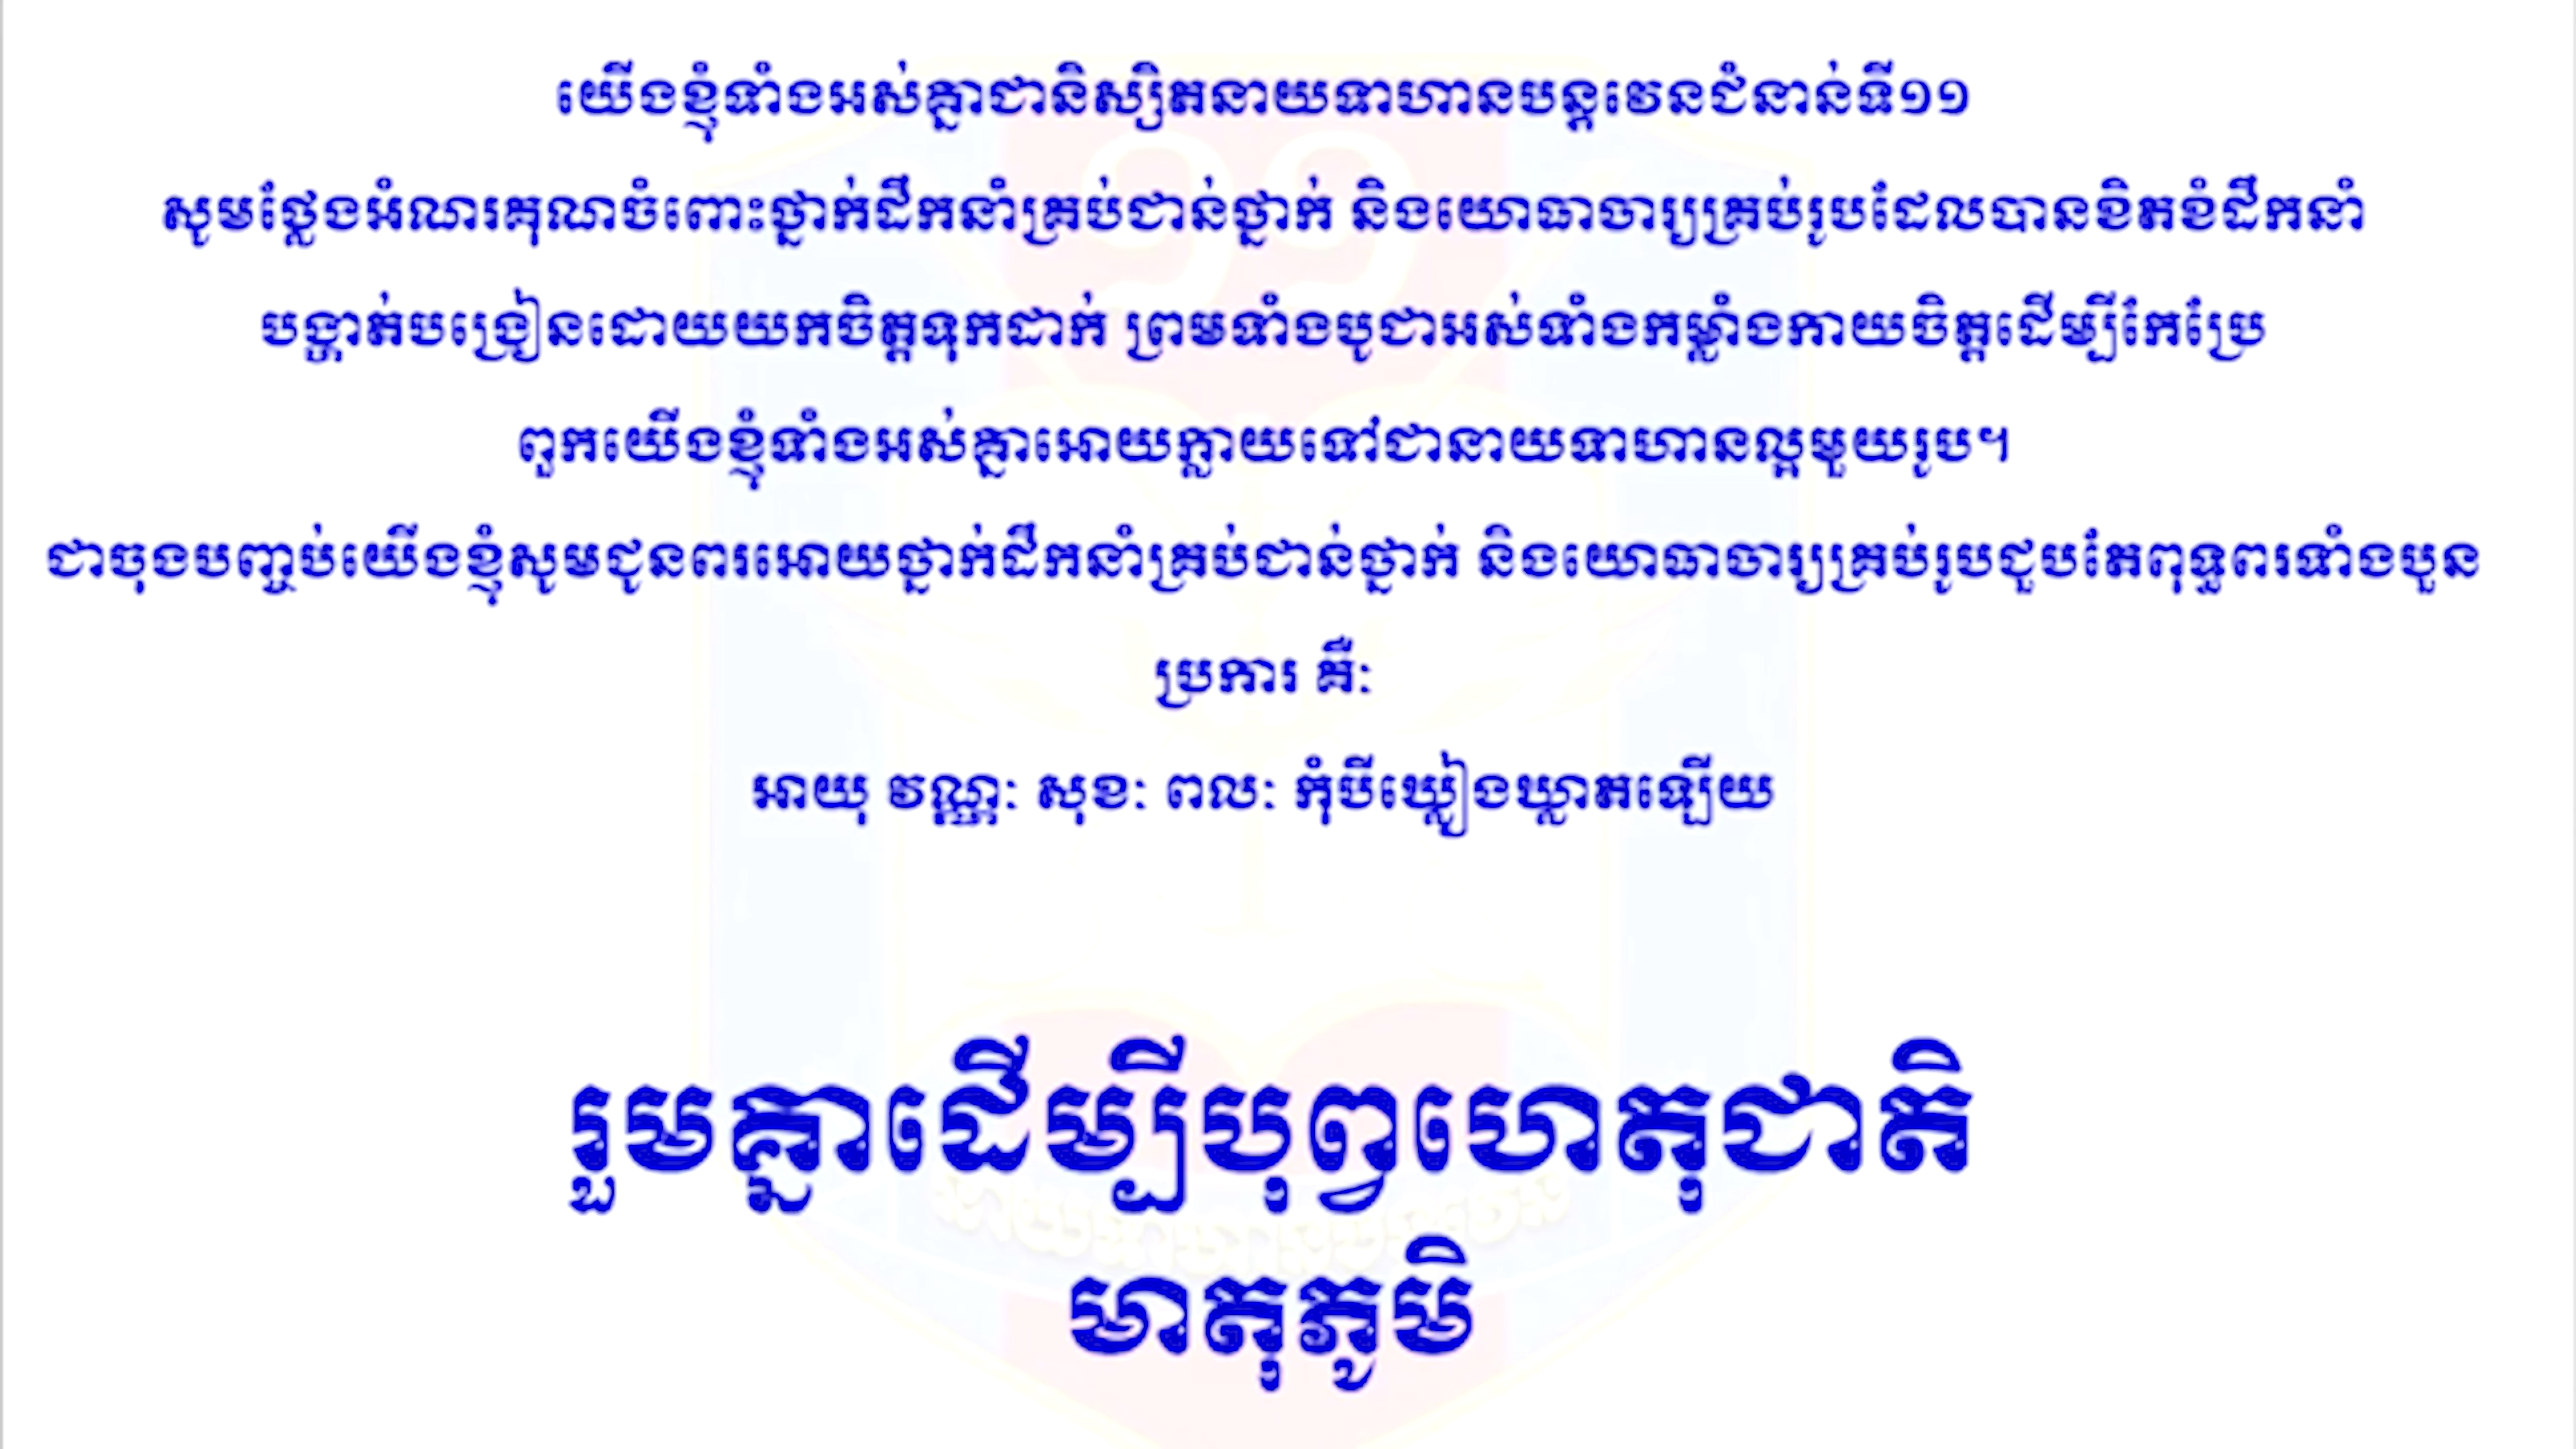 យើងខ្ញុំទាំងអស់គ្នាជានិស្សិតនាយទាហានបន្តវេនជំនាន់ទី១១
សូមថ្លែងអំណរគុណចំពោះថ្នាក់ដឹកនាំគ្រប់ជាន់ថ្នាក់ និងយោធាចារ្យគ្រប់រូបដែលបានខិតខំដឹកនាំ
បង្ហាត់បង្រៀនដោយយកចិត្តទុកដាក់ ព្រមទាំងបូជាអស់ទាំងកម្លាំងកាយចិត្តដើម្បីកែប្រែ
ពួកយើងខ្ញុំទាំងអស់គ្នាអោយក្លាយទៅជានាយទាហានល្អមួយរូប។
ជាចុងបញ្ចប់យើងខ្ញុំសូមជូនពរអោយថ្នាក់ដឹកនាំគ្រប់ជាន់ថ្នាក់ និងយោធាចារ្យគ្រប់រូបជួបតែពុទ្ធពរទាំងបួន
ប្រការ គឺៈ
អាយុ វណ្ណៈ សុខៈ ពលៈ កុំបីឃ្លៀងឃ្លាតឡើយ
រួមគ្នាដើម្បីបុព្វហេតុជាតិ
មាតុភូមិ
១១
នាយទាហានបន្តវេន